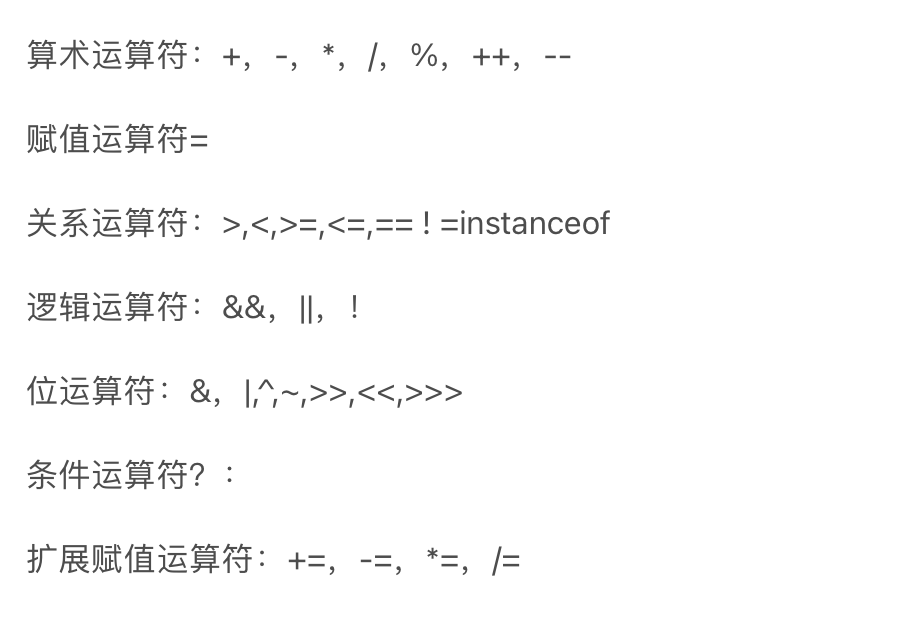 算术运算符：+，-，*，/，%，++，--
赋值运算符=
关系运算符：>,<,>=,<=,==！=instanceof
逻辑运算符：&&，||，！
位运算符：&，|,^,~,>>,<<,>>>
条件运算符？：
扩展赋值运算符：+=，-=，*=，/=